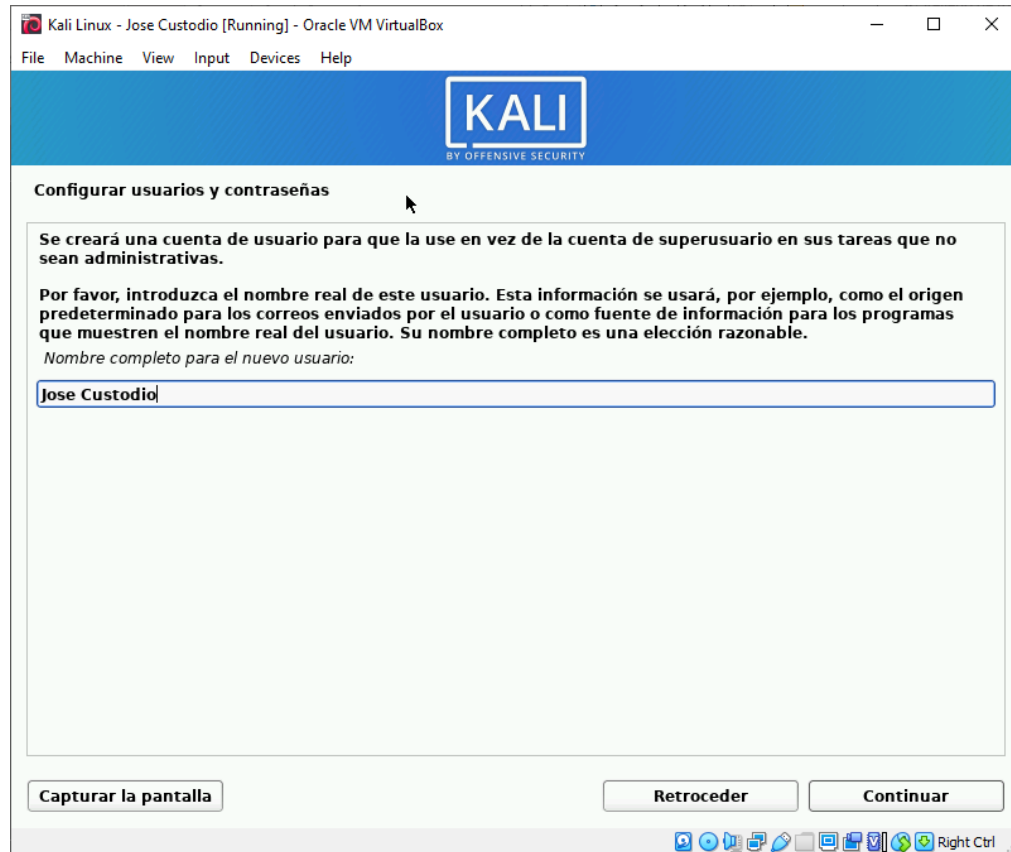 Kali Linux - Jose Custodio [Running] - Oracle VM VirtualBox
File Machine View Input Devices Help
KALI
BY OFFENSIVE SECURITY
Configurar usuarios y contraseñas
Se creará una cuenta de usuario para que la use en vez de la cuenta de superusuario en sus tareas que no
sean administrativas.
Por favor, introduzca el nombre real de este usuario. Esta información se usará, por ejemplo, como el origen
predeterminado para los correos enviados por el usuario o como fuente de información para los programas
que muestren el nombre real del usuario. Su nombre completo es una elección razonable.
Nombre completo para el nuevo usuario:
Jose Custodio
Capturar la pantalla
Retroceder
Continuar
Right Ctrl